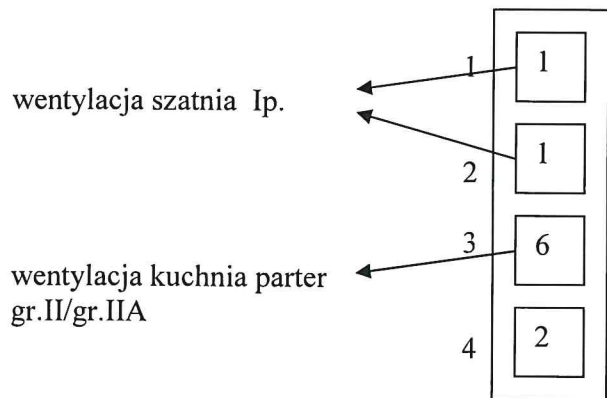 1 1
wentylacja szatnia Ip.
2 1
3 6
wentylacja kuchnia parter
gr.II/gr.IIA
4 2